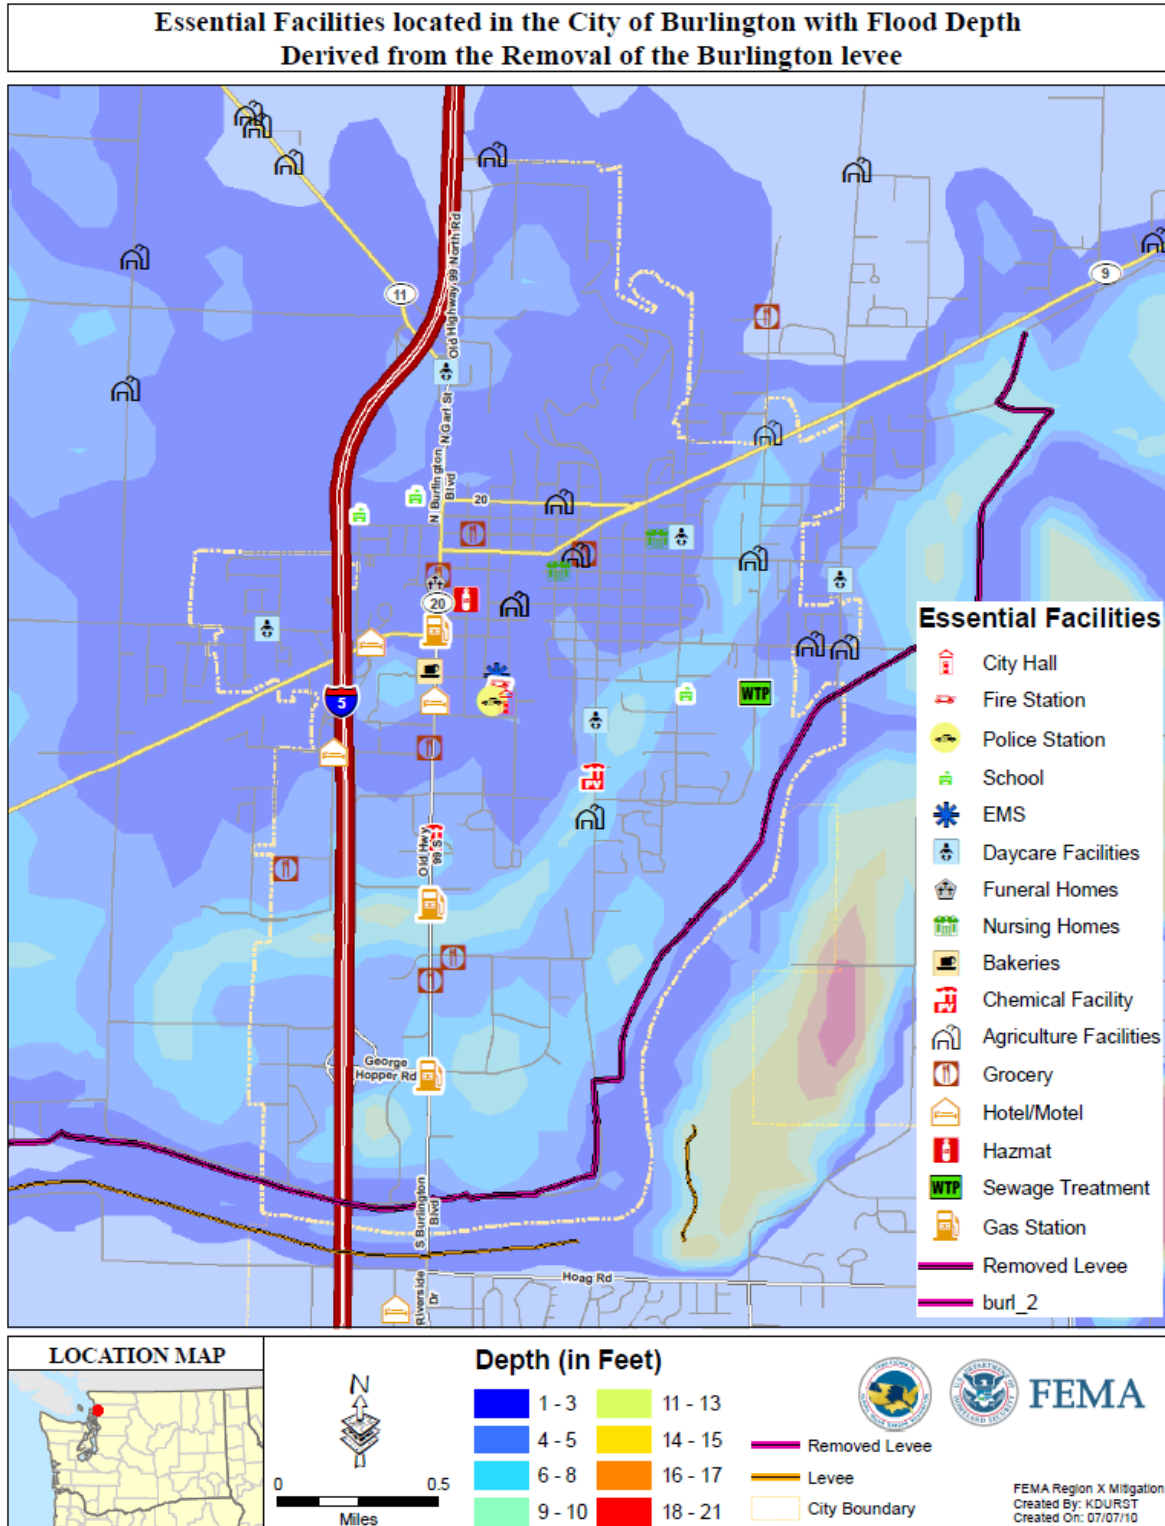 Essential Facilities located in the City of Burlington with Flood Depth
Derived from the Removal of the Burlington levee
Old Highway 99 North Rd
11
9
N Garl St
N Burlington
Blvd
20
20
5
WTP
PV
Old Hwy
99 S
George
Hopper Rd
S Burlington
Blvd
Riverside
Dr
Hoag Rd
Essential Facilities
City Hall
Fire Station
Police Station
School
EMS
Daycare Facilities
Funeral Homes
Nursing Homes
Bakeries
PV
Chemical Facility
Agriculture Facilities
Grocery
Hotel/Motel
Hazmat
WTP
Sewage Treatment
Gas Station
Removed Levee
burl_2
LOCATION MAP
N
0 0.5
Miles
Depth (in Feet)
1 - 3
4 - 5
6 - 8
9 - 10
11 - 13
14 - 15
16 - 17
18 - 21
FEMA
Removed Levee
Levee
City Boundary
FEMA Region X Mitigation
Created By: KDURST
Created On: 07/07/10